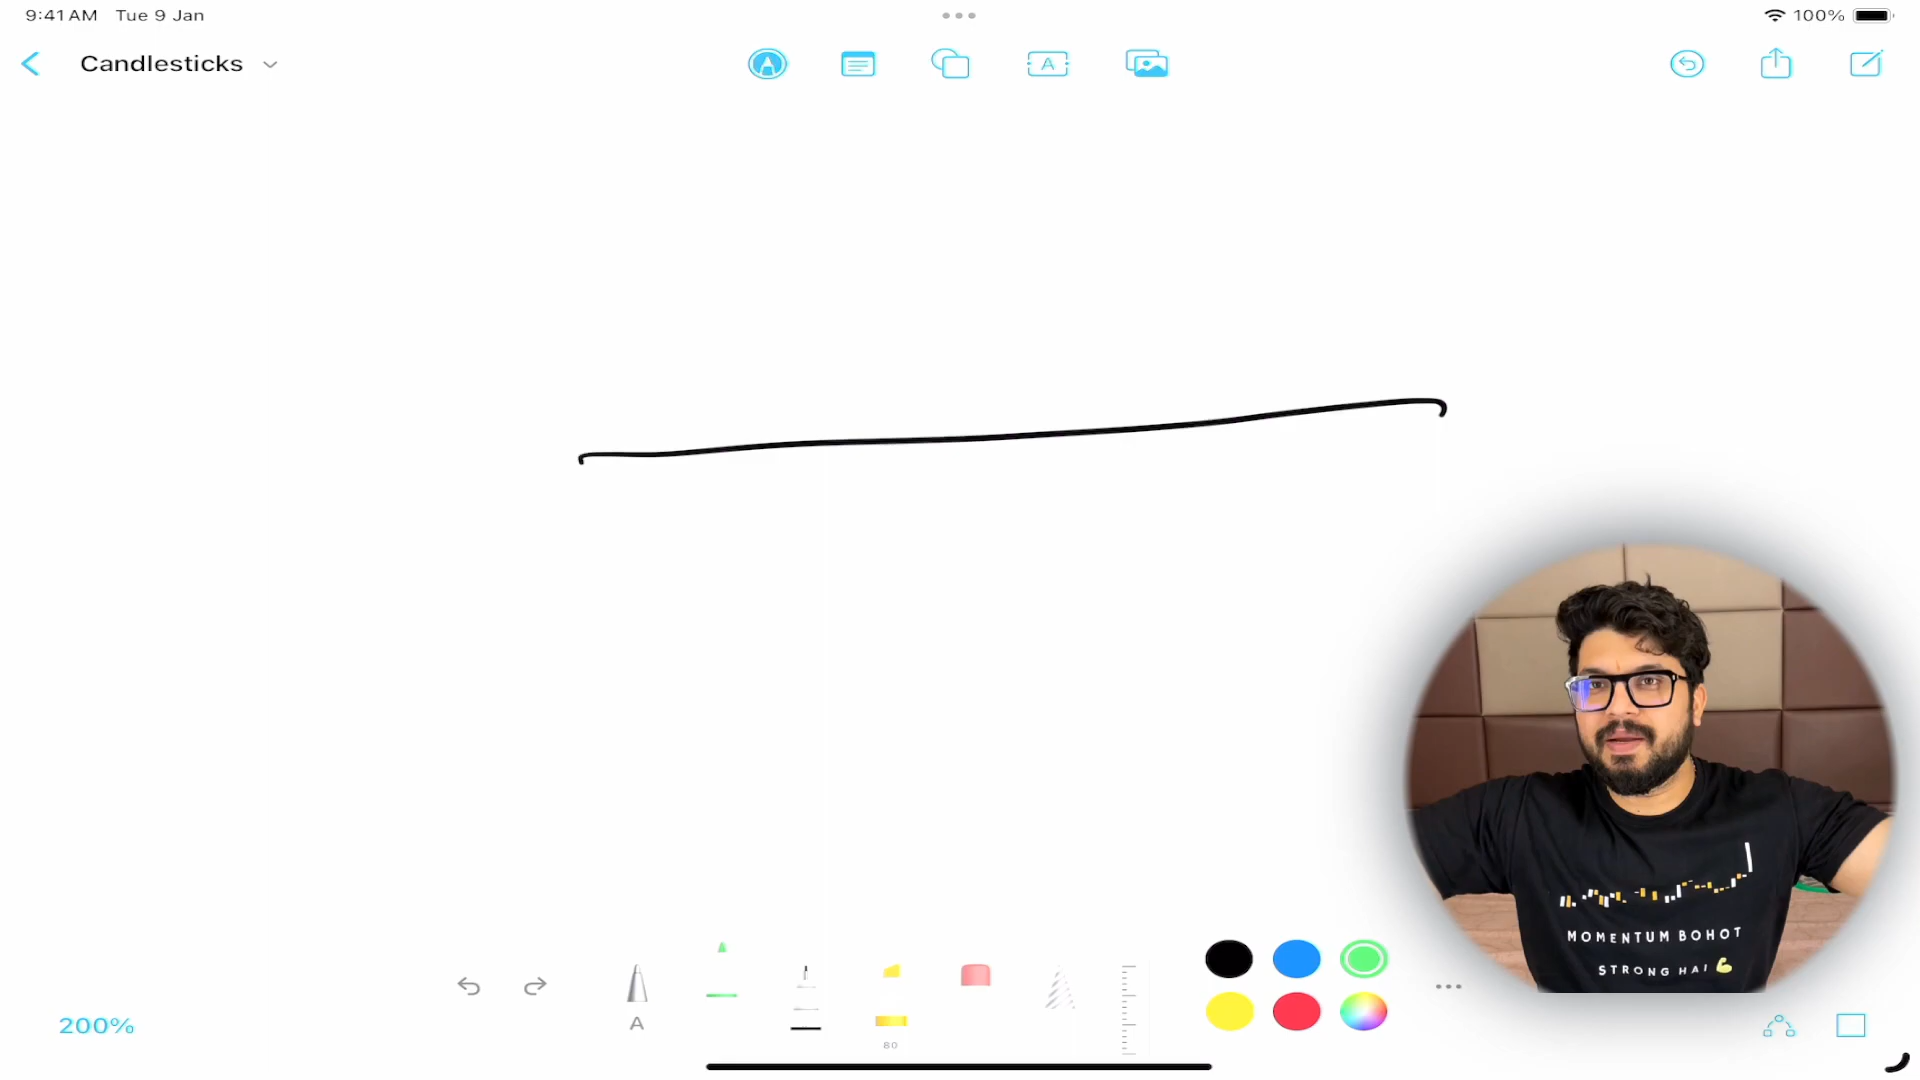 9:41 AM Tue 9 Jan
100%
Candlesticks
A
MOMENTUM BOHOT
STRONG HAI 💪
A
80
200%